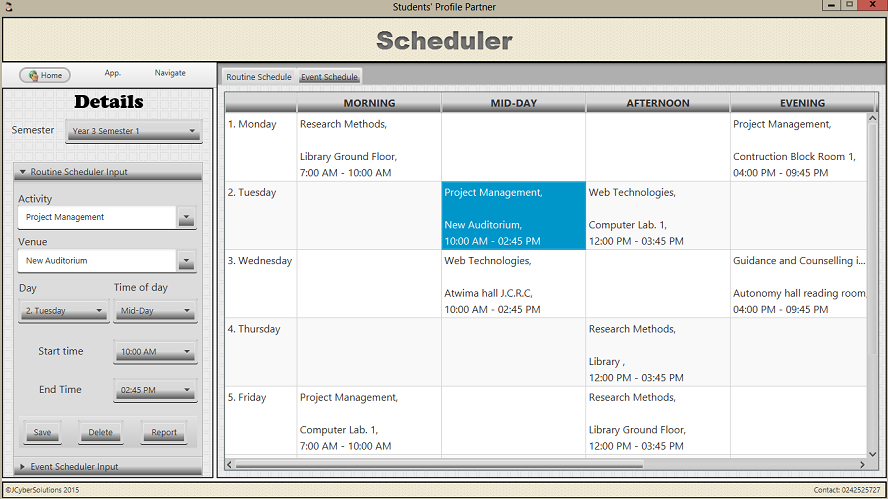 Students' Profile Partner
Scheduler
Home App. Navigate
Details
Semester Year 3 Semester 1
Routine Scheduler Input
Activity
Project Management
Venue
New Auditorium
Day Time of day
2. Tuesday Mid-Day
Start time 10:00 AM
End Time 02:45 PM
Save Delete Report
Event Scheduler Input
Routine Schedule Event Schedule
MORNING MID-DAY AFTERNOON EVENING
1. Monday Research Methods, Project Management,
Library Ground Floor, Contruction Block Room 1,
7:00 AM - 10:00 AM 04:00 PM - 09:45 PM
2. Tuesday Project Management, Web Technologies,
New Auditorium, Computer Lab. 1,
10:00 AM - 02:45 PM 12:00 PM - 03:45 PM
3. Wednesday Web Technologies, Guidance and Counselling i...
Atwima hall J.C.R.C, Autonomy hall reading room,
10:00 AM - 02:45 PM 04:00 PM - 09:45 PM
4. Thursday Research Methods,
Library ,
12:00 PM - 03:45 PM
5. Friday Project Management, Research Methods,
Computer Lab. 1, Library Ground Floor,
7:00 AM - 10:00 AM 12:00 PM - 03:45 PM
©JCyberSolutions 2015 Contact: 0242525727